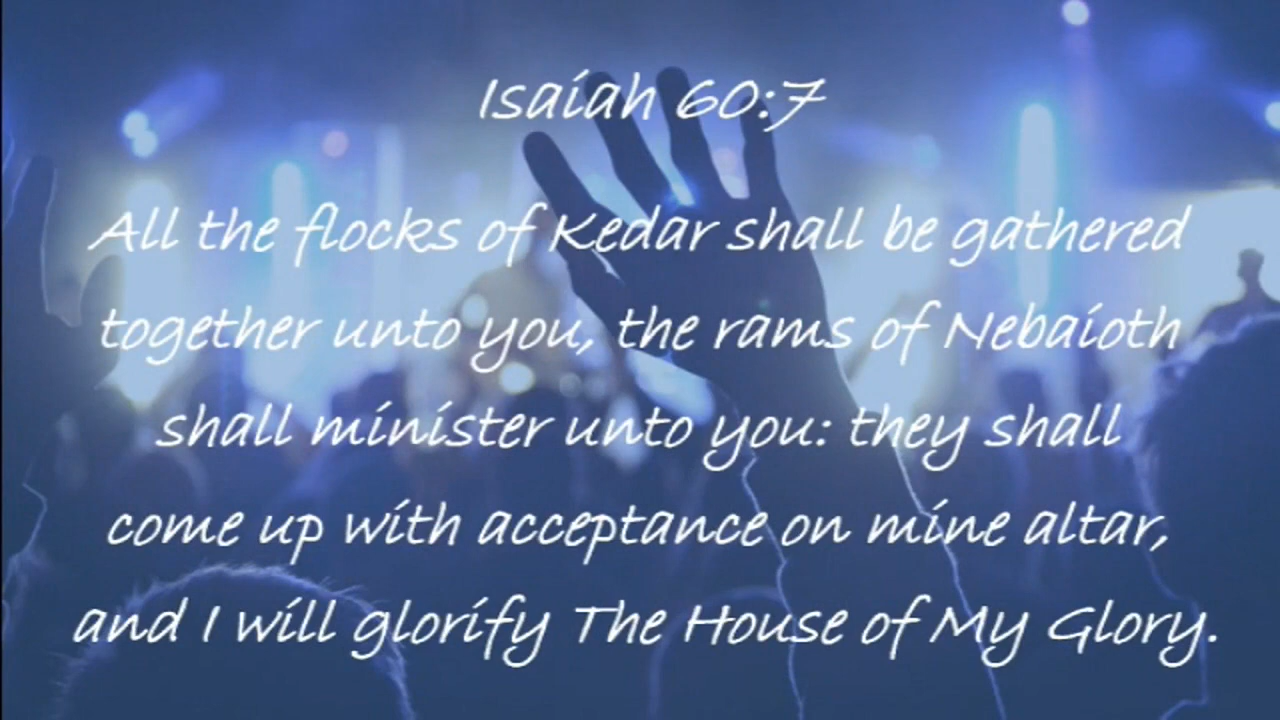 Isaiah 60:7
All the flocks of Kedar shall be gathered
together unto you, the rams of Nebaioth
shall minister unto you: they shall
come up with acceptance on mine altar,
and I will glorify The House of My Glory.